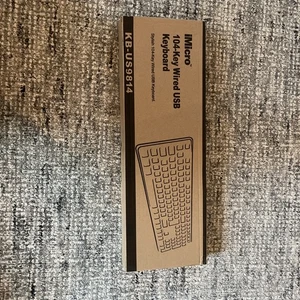 iMicro
104-Key Wired USB
Keyboard
KB-US9814